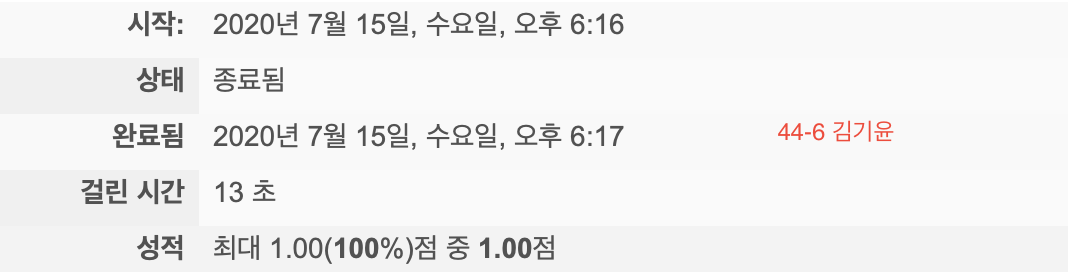 시작: 2020년 7월 15일, 수요일, 오후 6:16
상태 종료됨
완료됨 2020년 7월 15일, 수요일, 오후 6:17 44-6 김기윤
걸린 시간 13 초
성적 최대 1.00(100%)점 중 1.00점